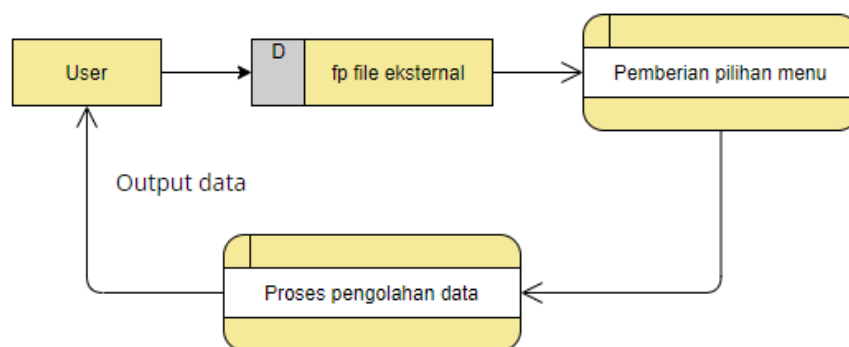 User
D
fp file eksternal
Pemberian pilihan menu
Output data
Proses pengolahan data